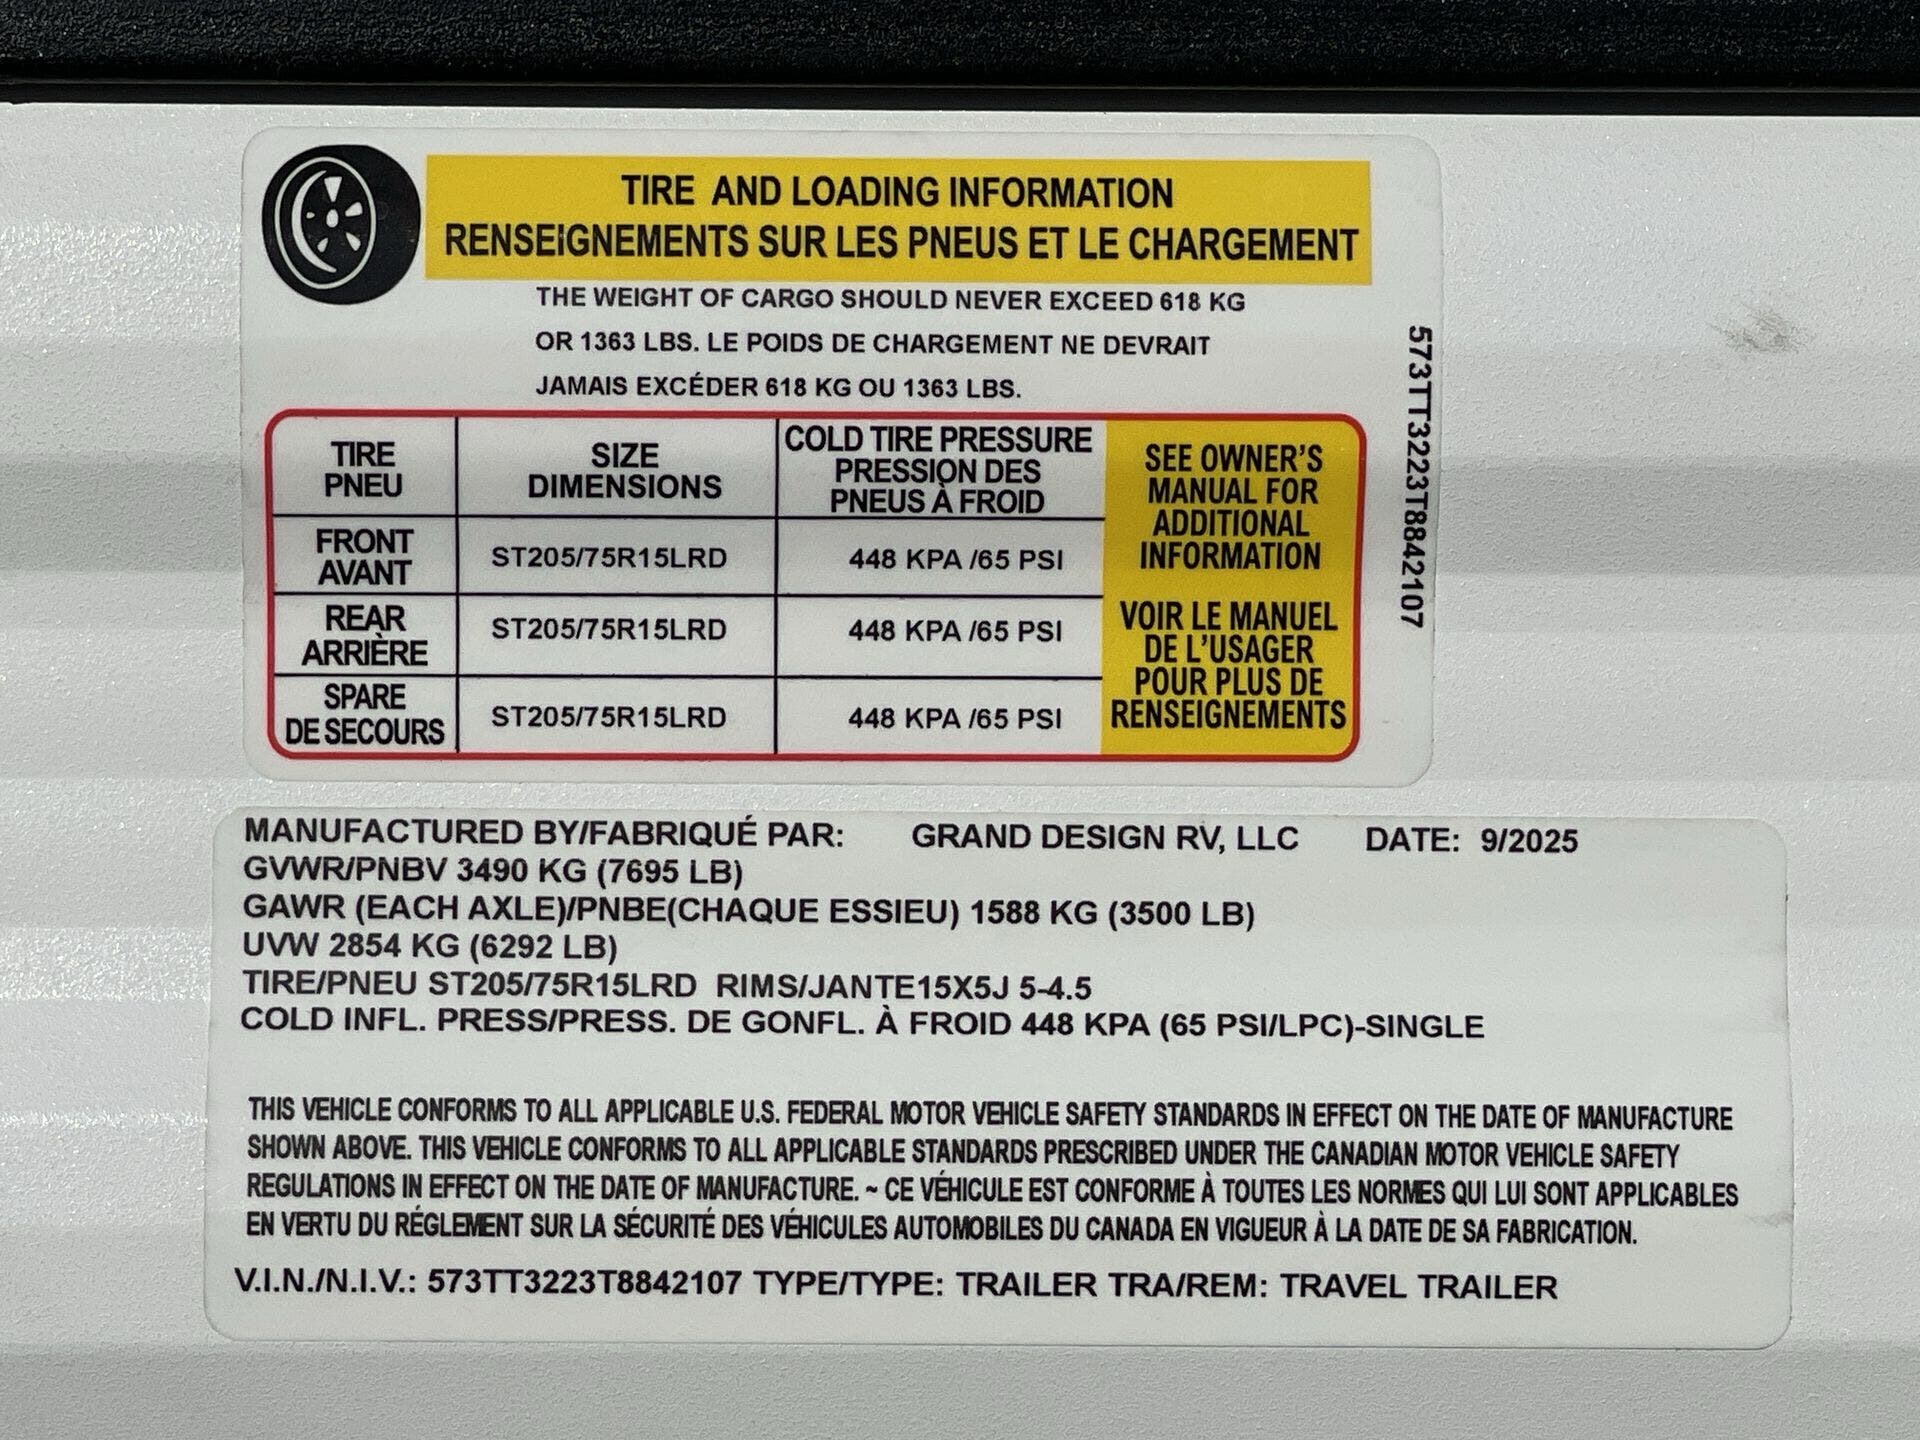 TIRE AND LOADING INFORMATION
RENSEIGNEMENTS SUR LES PNEUS ET LE CHARGEMENT
THE WEIGHT OF CARGO SHOULD NEVER EXCEED 618 KG
OR 1363 LBS. LE POIDS DE CHARGEMENT NE DEVRAIT
JAMAIS EXCÉDER 618 KG OU 1363 LBS.
TIRE
PNEU
SIZE
DIMENSIONS
COLD TIRE PRESSURE
PRESSION DES
PNEUS À FROID
FRONT
AVANT
ST205/75R15LRD
448 KPA /65 PSI
REAR
ARRIÈRE
ST205/75R15LRD
448 KPA /65 PSI
SPARE
DE SECOURS
ST205/75R15LRD
448 KPA /65 PSI
SEE OWNER'S
MANUAL FOR
ADDITIONAL
INFORMATION
VOIR LE MANUEL
DE L'USAGER
POUR PLUS DE
RENSEIGNEMENTS
573TT3223T8842107
MANUFACTURED BY/FABRIQUÉ PAR: GRAND DESIGN RV, LLC DATE: 9/2025
GVWR/PNBV 3490 KG (7695 LB)
GAWR (EACH AXLE)/PNBE(CHAQUE ESSIEU) 1588 KG (3500 LB)
UVW 2854 KG (6292 LB)
TIRE/PNEU ST205/75R15LRD RIMS/JANTE15X5J 5-4.5
COLD INFL. PRESS/PRESS. DE GONFL. À FROID 448 KPA (65 PSI/LPC)-SINGLE
THIS VEHICLE CONFORMS TO ALL APPLICABLE U.S. FEDERAL MOTOR VEHICLE SAFETY STANDARDS IN EFFECT ON THE DATE OF MANUFACTURE
SHOWN ABOVE. THIS VEHICLE CONFORMS TO ALL APPLICABLE STANDARDS PRESCRIBED UNDER THE CANADIAN MOTOR VEHICLE SAFETY
REGULATIONS IN EFFECT ON THE DATE OF MANUFACTURE. ~ CE VÉHICULE EST CONFORME À TOUTES LES NORMES QUI LUI SONT APPLICABLES
EN VERTU DU RÉGLEMENT SUR LA SÉCURITÉ DES VÉHICULES AUTOMOBILES DU CANADA EN VIGUEUR À LA DATE DE SA FABRICATION.
V.I.N./N.I.V.: 573TT3223T8842107 TYPE/TYPE: TRAILER TRA/REM: TRAVEL TRAILER